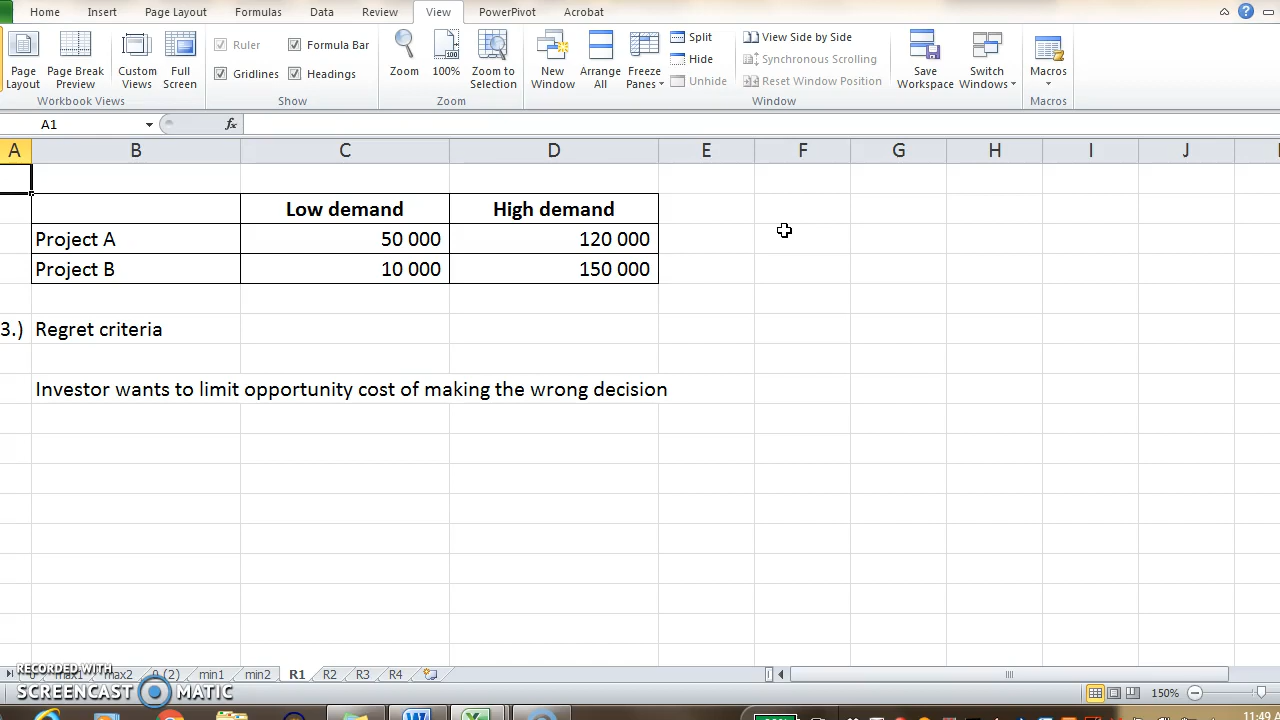 Home Insert Page Layout Formulas Data Review View PowerPivot Acrobat
Page Layout
Page Break Preview
Custom Views
Full Screen
Workbook Views
Ruler
Formula Bar
Gridlines
Headings
Show
Zoom
100%
Zoom to Selection
Zoom
New Window
Arrange All
Freeze Panes
Split
Hide
Unhide
View Side by Side
Synchronous Scrolling
Reset Window Position
Window
Save Workspace
Switch Windows
Macros
Macros
A1
fx
A B C D E F G H I J
Low demand High demand
Project A 50 000 120 000
Project B 10 000 150 000
3.) Regret criteria
Investor wants to limit opportunity cost of making the wrong decision
max1 max2 0 (2) min1 min2 R1 R2 R3 R4
RECORDED WITH
SCREENCAST MATIC
150%